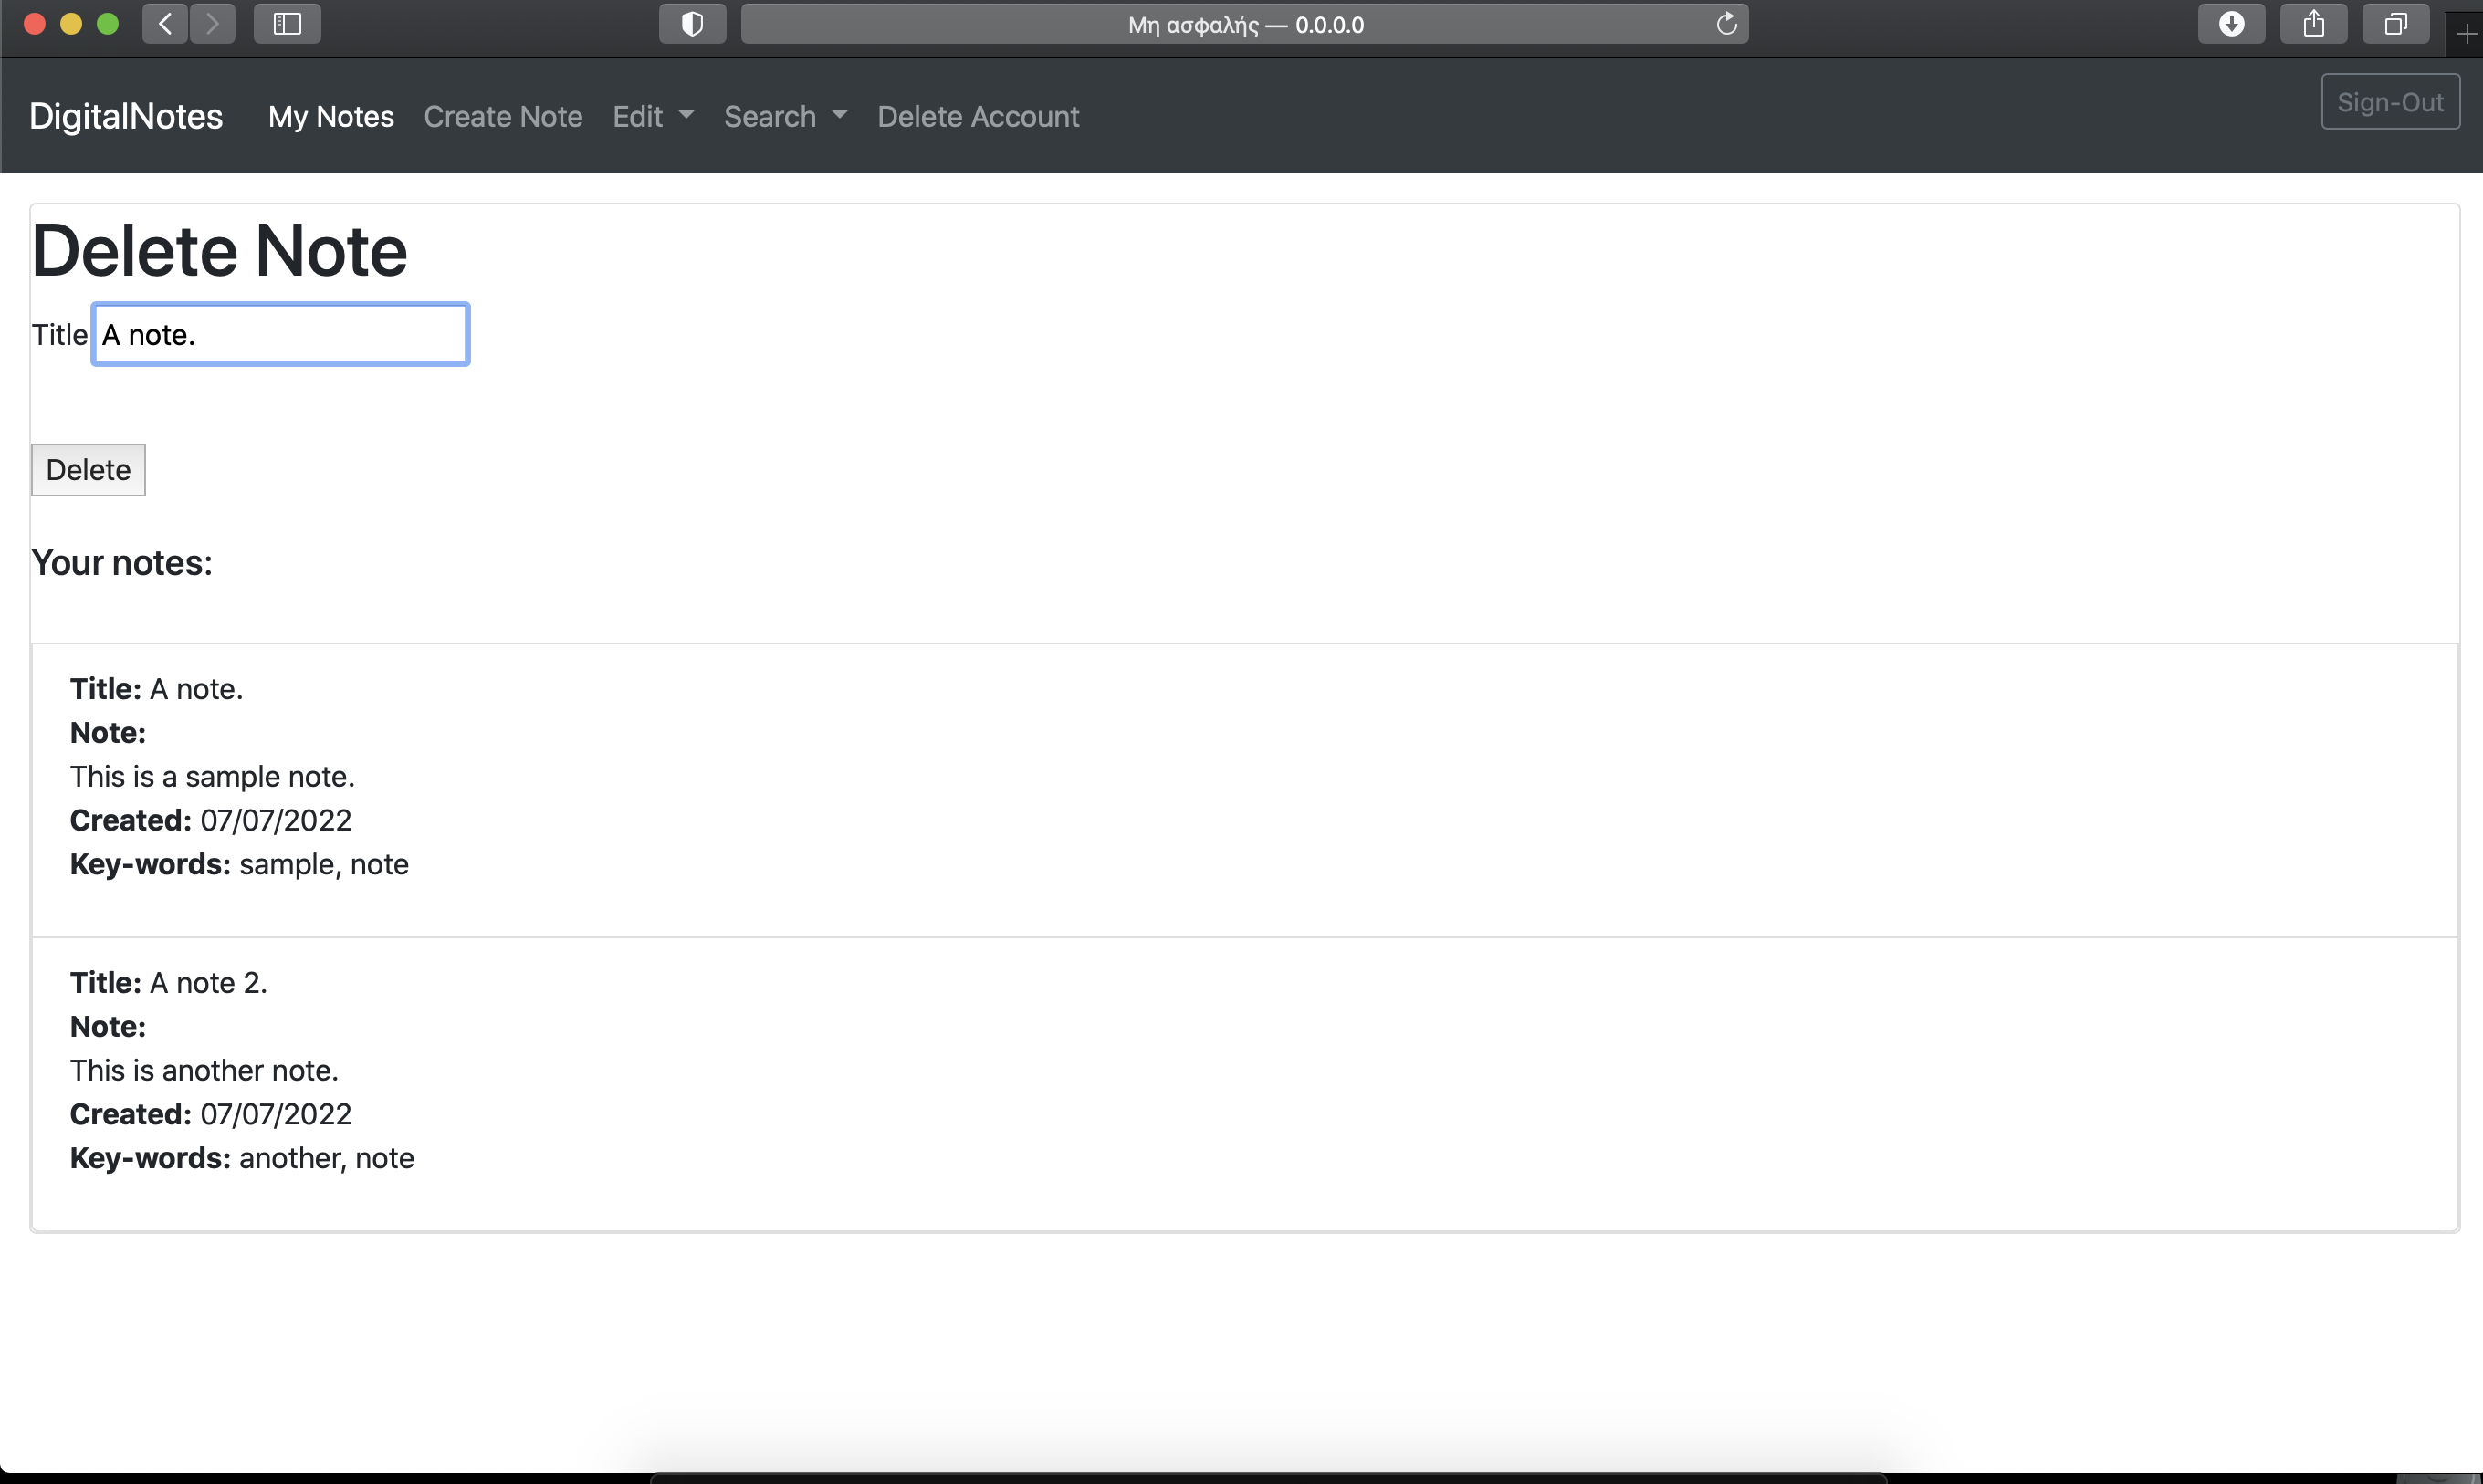 Μη ασφαλής — 0.0.0.0
DigitalNotes My Notes Create Note Edit Search Delete Account Sign-Out
Delete Note
Title A note.
Delete
Your notes:
Title: A note.
Note:
This is a sample note.
Created: 07/07/2022
Key-words: sample, note
Title: A note 2.
Note:
This is another note.
Created: 07/07/2022
Key-words: another, note